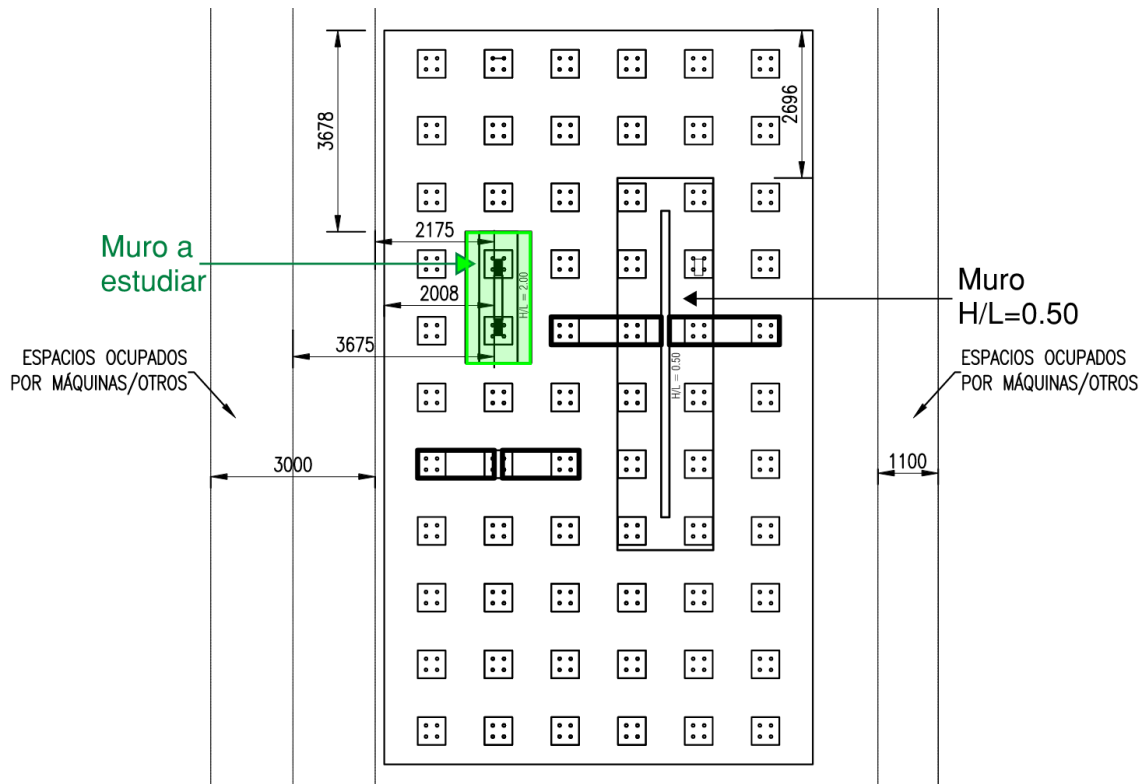 3678
2696
2175
Muro a
estudiar
H/L = 2.00
2008
Muro
H/L=0.50
3675
ESPACIOS OCUPADOS
POR MÁQUINAS/OTROS
H/L = 0.50
ESPACIOS OCUPADOS
POR MÁQUINAS/OTROS
3000
1100